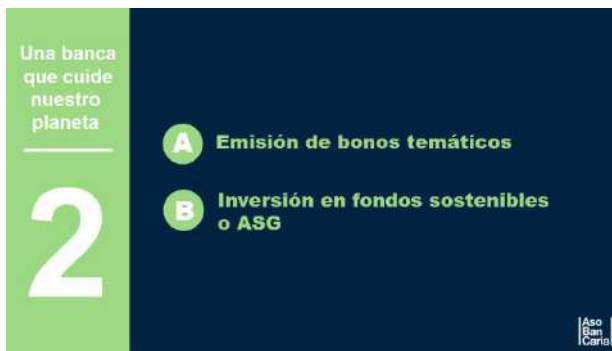 Una banca
que cuide
nuestro
planeta
2
A Emisión de bonos temáticos
B Inversión en fondos sostenibles
o ASG
Aso
Ban
Caria